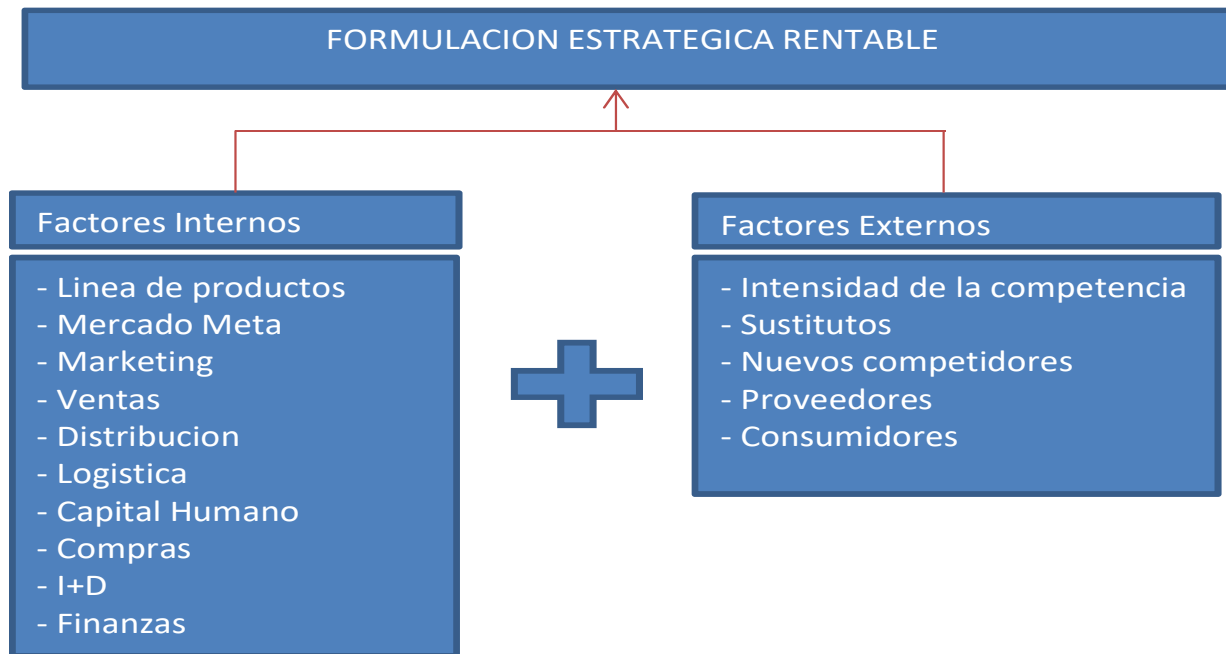 FORMULACION ESTRATEGICA RENTABLE
Factores Internos
- Linea de productos
- Mercado Meta
- Marketing
- Ventas
- Distribucion
- Logistica
- Capital Humano
- Compras
- I+D
- Finanzas
Factores Externos
- Intensidad de la competencia
- Sustitutos
- Nuevos competidores
- Proveedores
- Consumidores